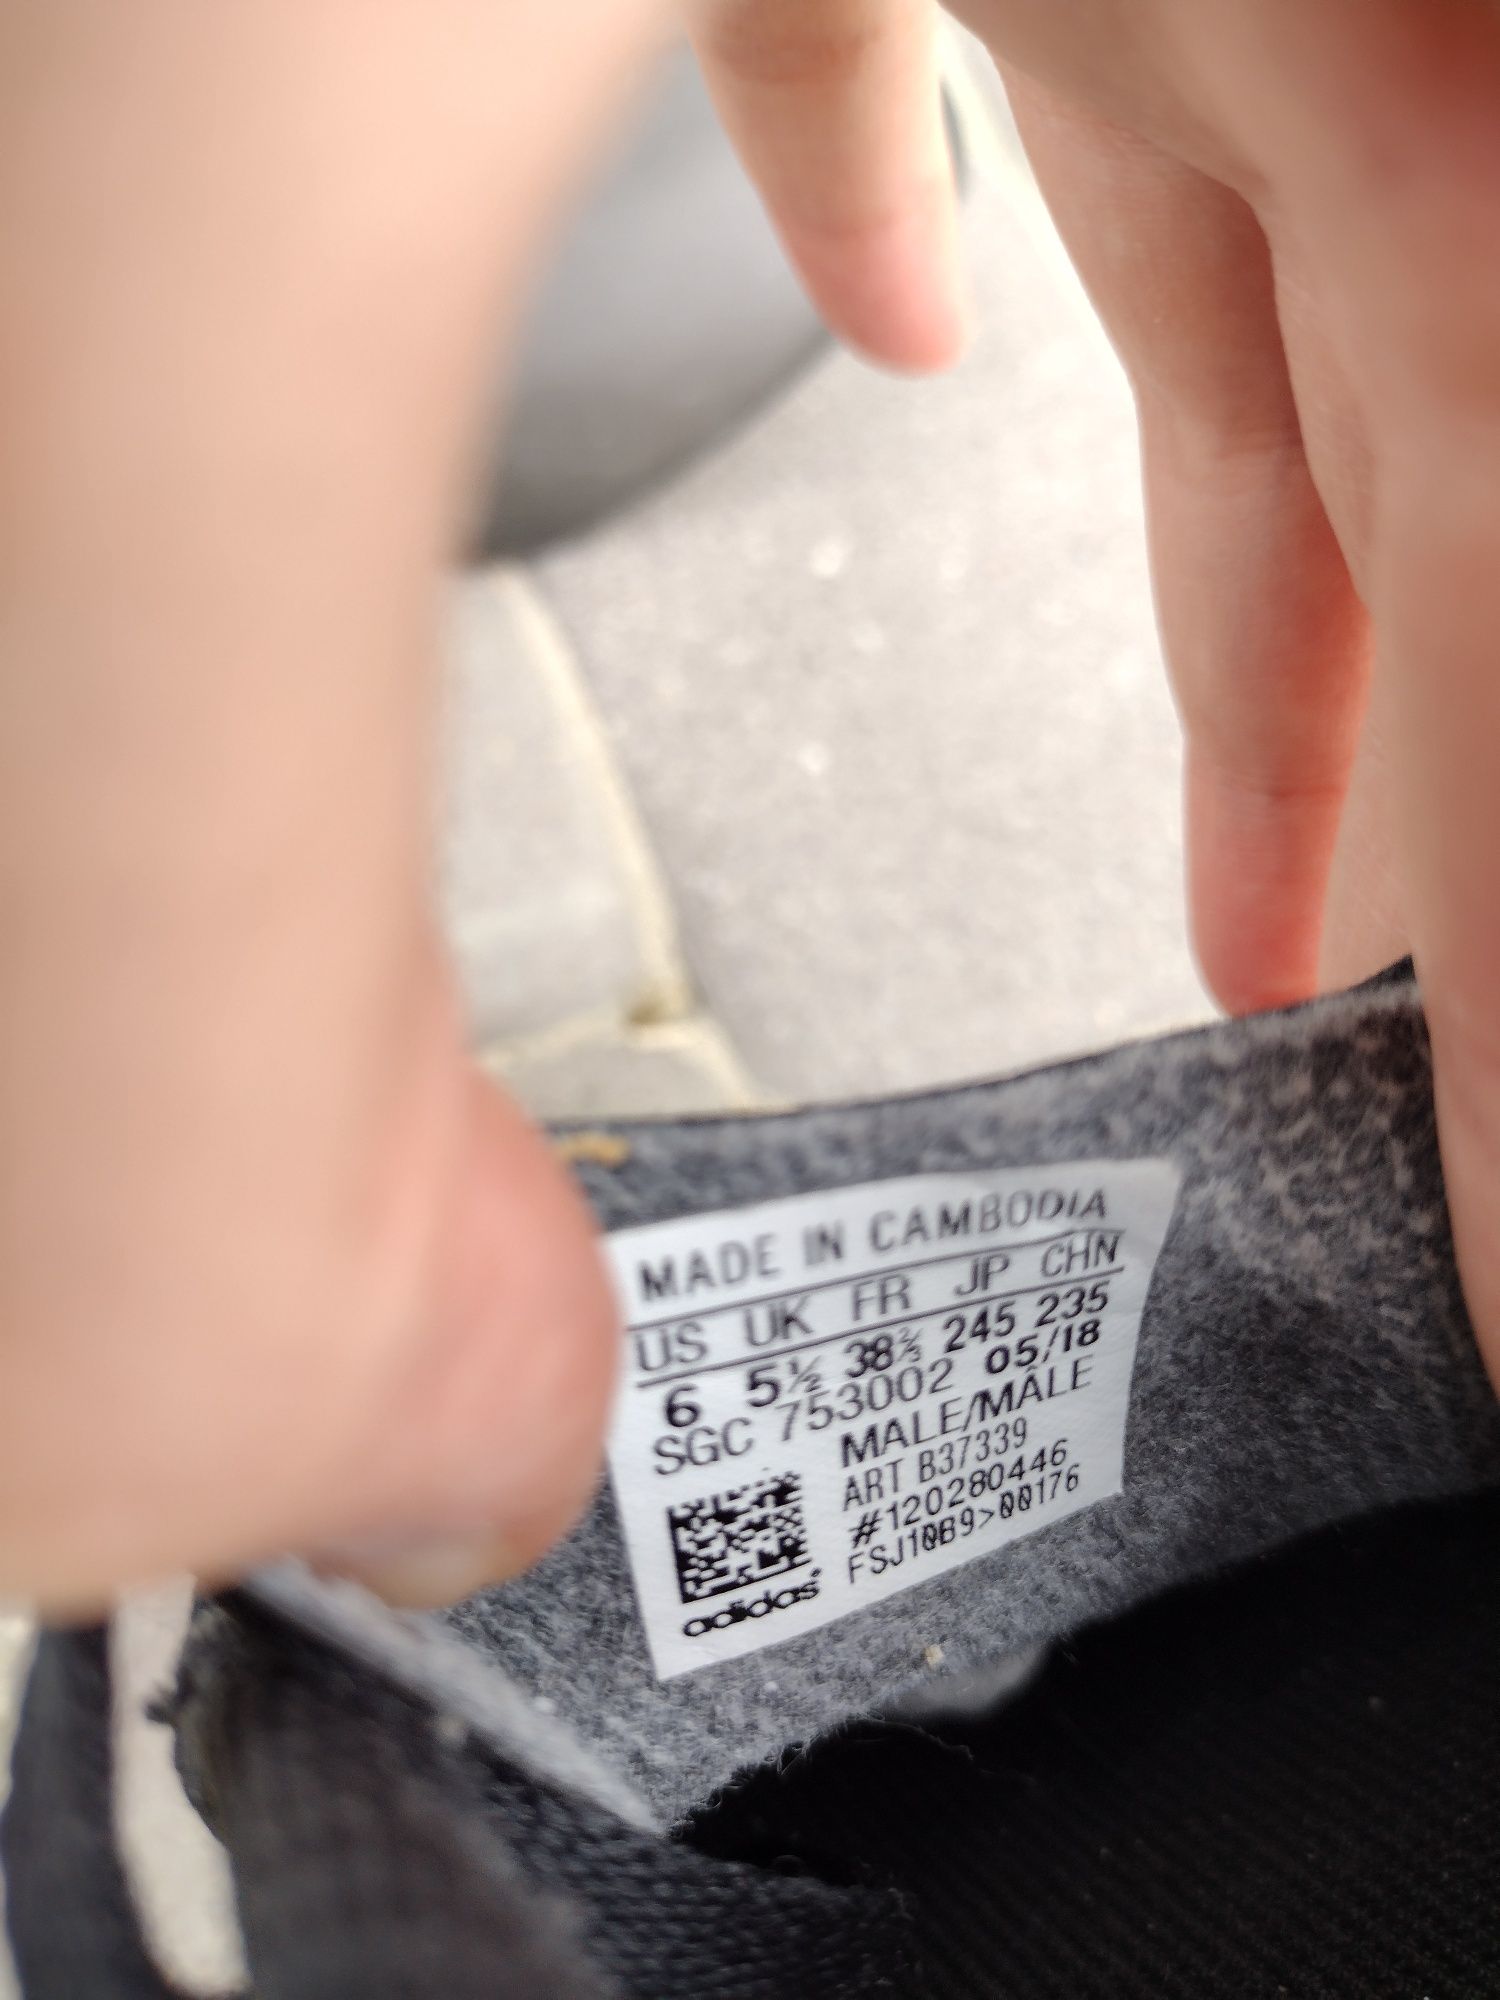 MADE IN CAMBODIA
US UK FR JP CHN
6 5½ 38⅔ 245 235
SGC 753002 05/18
MALE/MÂLE
ART B37339
#120280446
FSJ10B9>00176
adidas